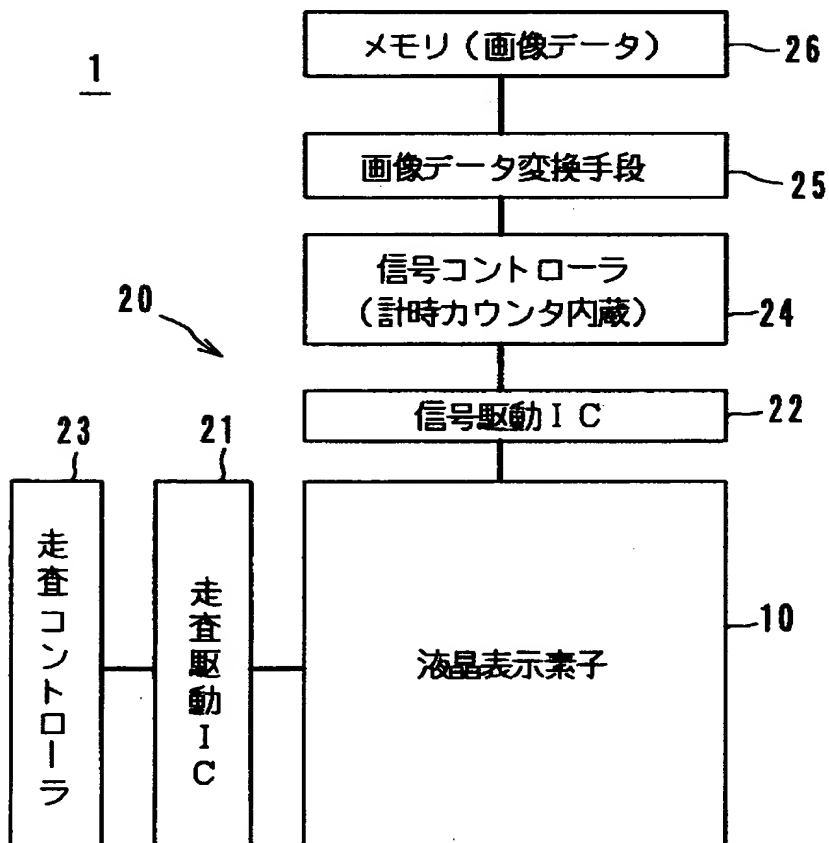 メモリ(画像データ)
26
1
画像データ変換手段
25
信号コントローラ
(計時カウンタ内蔵)
24
20
信号駆動IC
22
23
21
走査コントローラ
走査駆動IC
液晶表示素子
10